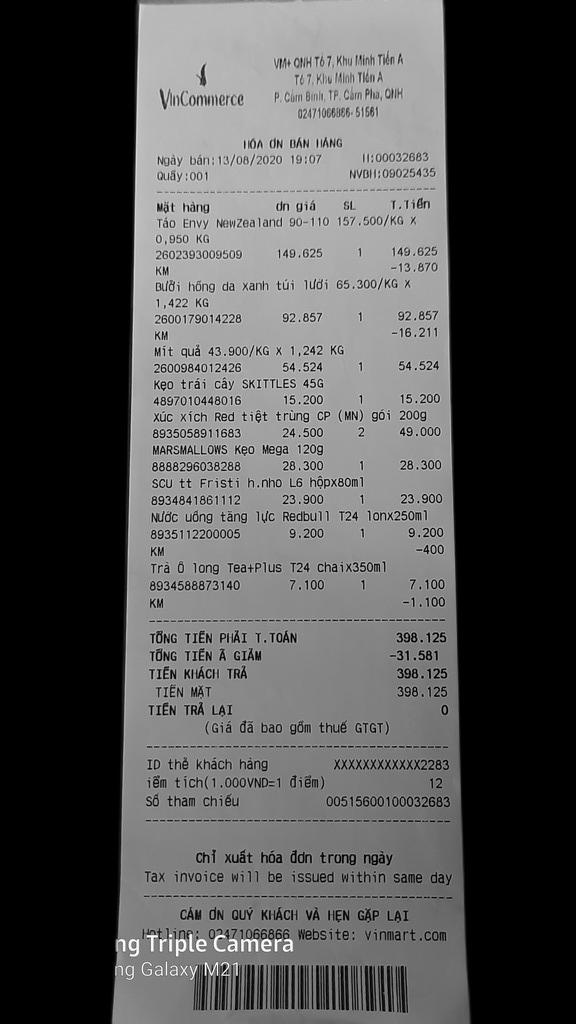 VinCommerce
VM+ QNH Tổ 7, Khu Minh Tiến A
Tổ 7, Khu Minh Tiến A
P. Cẩm Bình, TP. Cẩm Phả, QNH
02471066866-51561
HÓA ƠN BÁN HÀNG
Ngày bán:13/08/2020 19:07 H:00032683
Quầy:001 NVBH:09025435
Mặt hàng ơn giá SL T.Tiền
Táo Envy NewZealand 90-110 157.500/KG X
0,950 KG
2602393009509 149.625 1 149.625
KM -13.870
Bưởi hồng da xanh túi lưới 65.300/KG X
1,422 KG
2600179014228 92.857 1 92.857
KM -16.211
Mít quả 43.900/KG X 1,242 KG
2600984012426 54.524 1 54.524
Kẹo trái cây SKITTLES 45G
4897010448016 15.200 1 15.200
Xúc xích Red tiệt trùng CP (MN) gói 200g
8935058911683 24.500 2 49.000
MARSMALLOWS Kẹo Mega 120g
8888296038288 28.300 1 28.300
SCU tt Fristi h.nho L6 hộpx80ml
8934841861112 23.900 1 23.900
Nước uống tăng lực Redbull T24 lonx250ml
8935112200005 9.200 1 9.200
KM -400
Trà Ô long Tea+Plus T24 chaix350ml
8934588873140 7.100 1 7.100
KM -1.100
TỔNG TIỀN PHẢI T.TOÁN 398.125
TỔNG TIỀN Ã GIẢM -31.581
TIỀN KHÁCH TRẢ 398.125
TIỀN MẶT 398.125
TIỀN TRẢ LẠI 0
(Giá đã bao gồm thuế GTGT)
ID thẻ khách hàng XXXXXXXXXXXX2283
iểm tích(1.000VND=1 điểm) 12
Số tham chiếu 00515600100032683
Chỉ xuất hóa đơn trong ngày
Tax invoice will be issued within same day
CẢM ƠN QUÝ KHÁCH VÀ HẸN GẶP LẠI
Hotline: 02471066866 Website: vinmart.com
ng Triple Camera
ng Galaxy M21